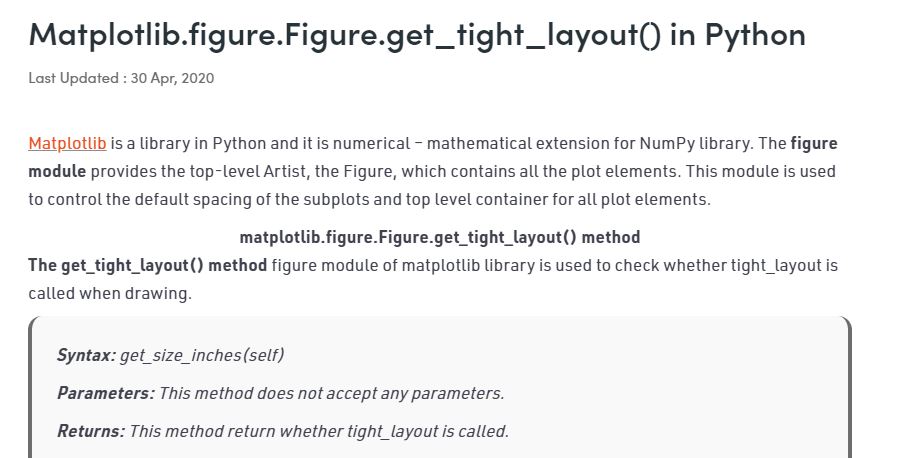 Matplotlib.figure.Figure.get_tight_layout() in Python
Last Updated : 30 Apr, 2020
Matplotlib is a library in Python and it is numerical – mathematical extension for NumPy library. The figure
module provides the top-level Artist, the Figure, which contains all the plot elements. This module is used
to control the default spacing of the subplots and top level container for all plot elements.
matplotlib.figure.Figure.get_tight_layout() method
The get_tight_layout() method figure module of matplotlib library is used to check whether tight_layout is
called when drawing.
Syntax: get_size_inches(self)
Parameters: This method does not accept any parameters.
Returns: This method return whether tight_layout is called.